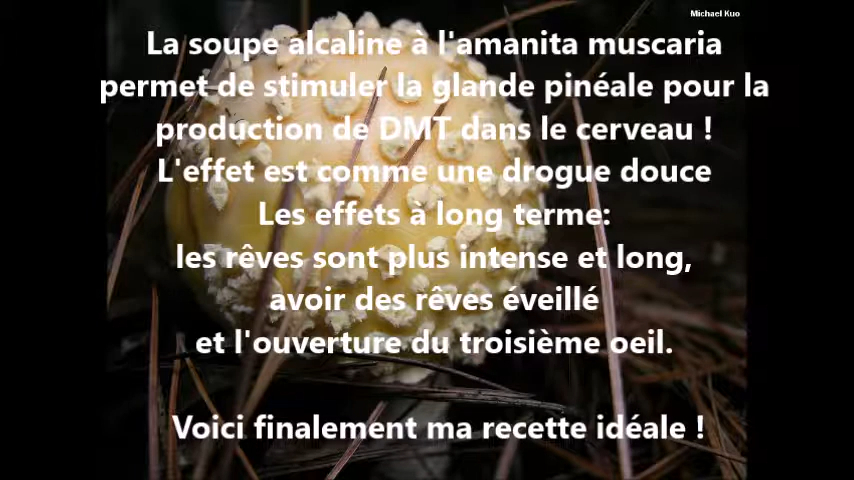 Michael Kuo
La soupe alcaline à l'amanita muscaria
permet de stimuler la glande pinéale pour la
production de DMT dans le cerveau !
L'effet est comme une drogue douce
Les effets à long terme:
les rêves sont plus intense et long,
avoir des rêves éveillé
et l'ouverture du troisième oeil.
Voici finalement ma recette idéale !